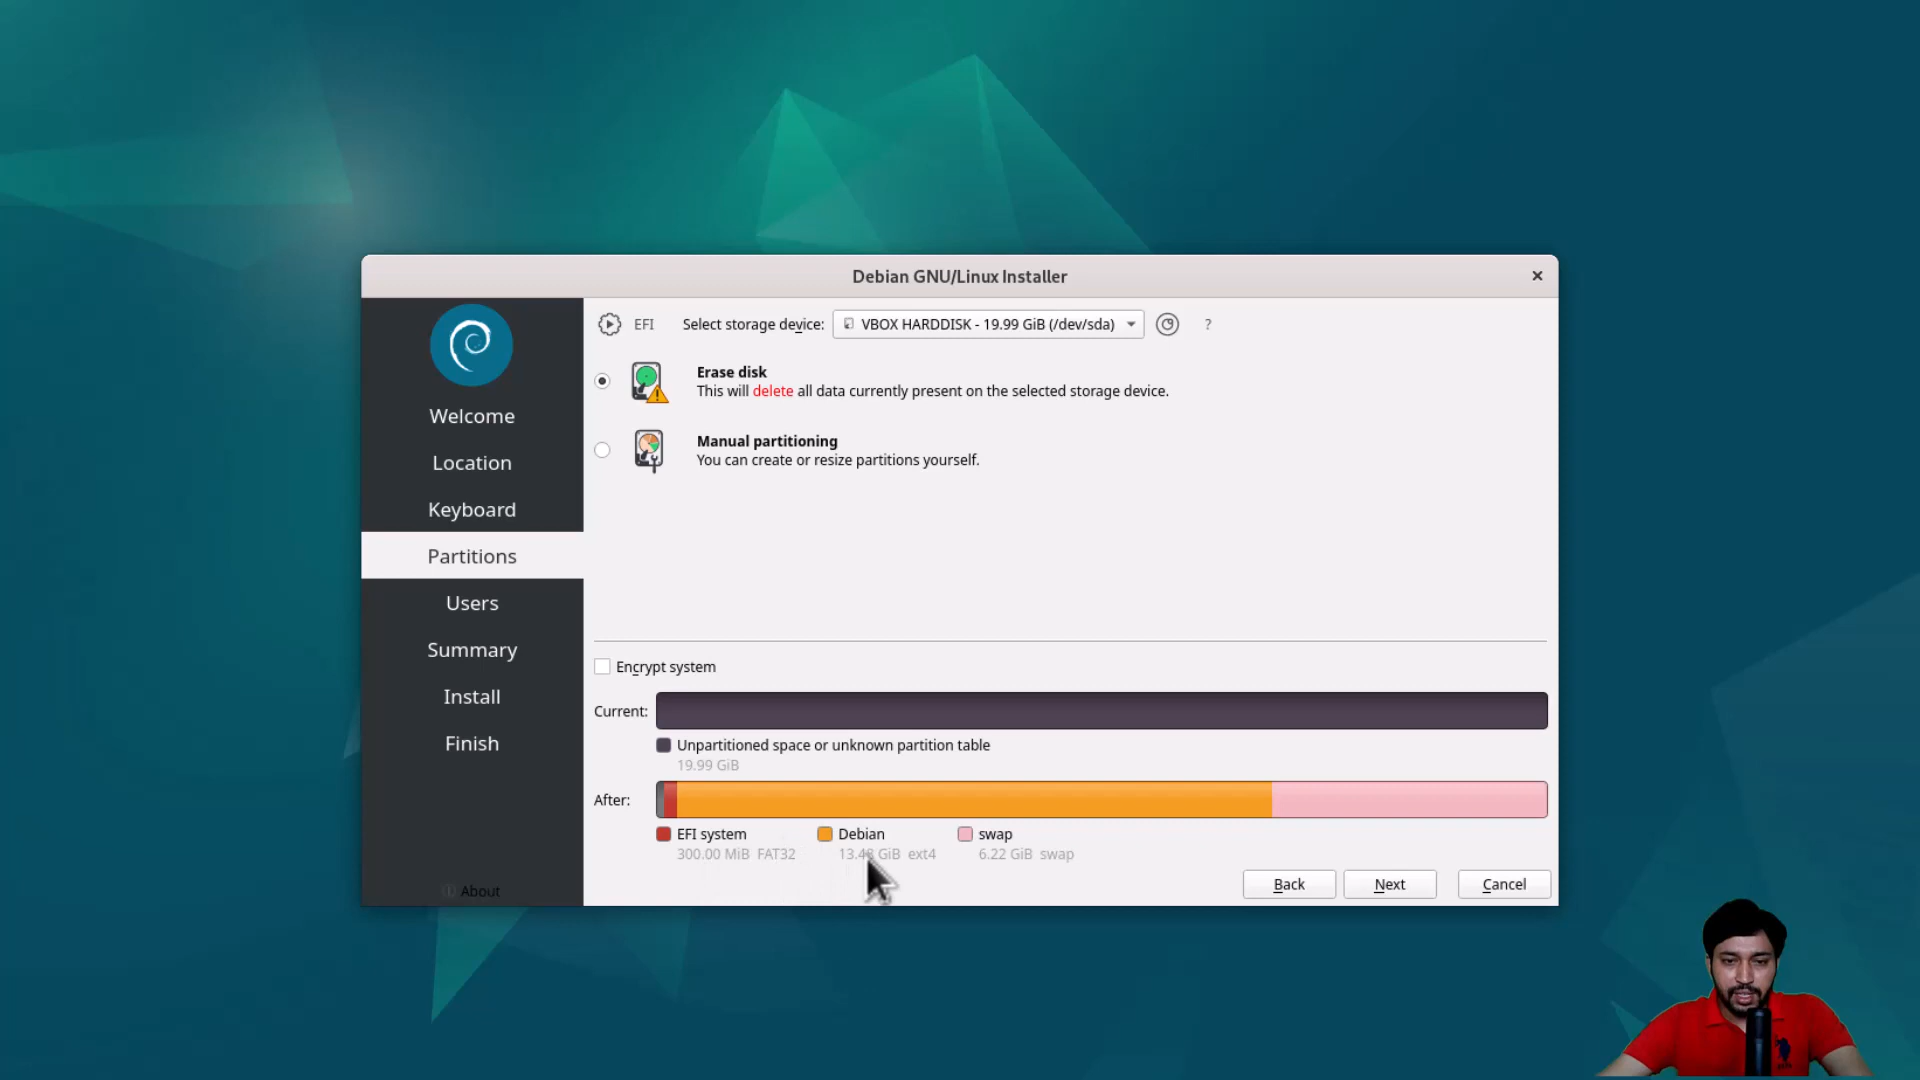 Debian GNU/Linux Installer
EFI Select storage device: VBOX HARDDISK - 19.99 GiB (/dev/sda) ?
Erase disk
This will delete all data currently present on the selected storage device.
Manual partitioning
You can create or resize partitions yourself.
Welcome
Location
Keyboard
Partitions
Users
Summary
Install
Finish
About
Encrypt system
Current:
Unpartitioned space or unknown partition table
19.99 GiB
After:
EFI system Debian swap
300.00 MiB FAT32 GiB ext4 6.22 GiB swap
Back Next Cancel